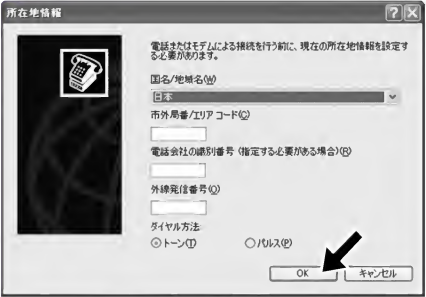 所在地情報
電話またはモデムによる接続を行う前に、現在の所在地情報を設定す
る必要があります。
国名/地域名(W)
日本
市外局番/エリア コード(C)
電話会社の識別番号 (指定する必要がある場合)(R)
外線発信番号(O)
ダイヤル方法:
トーン(T) パルス(P)
OK キャンセル